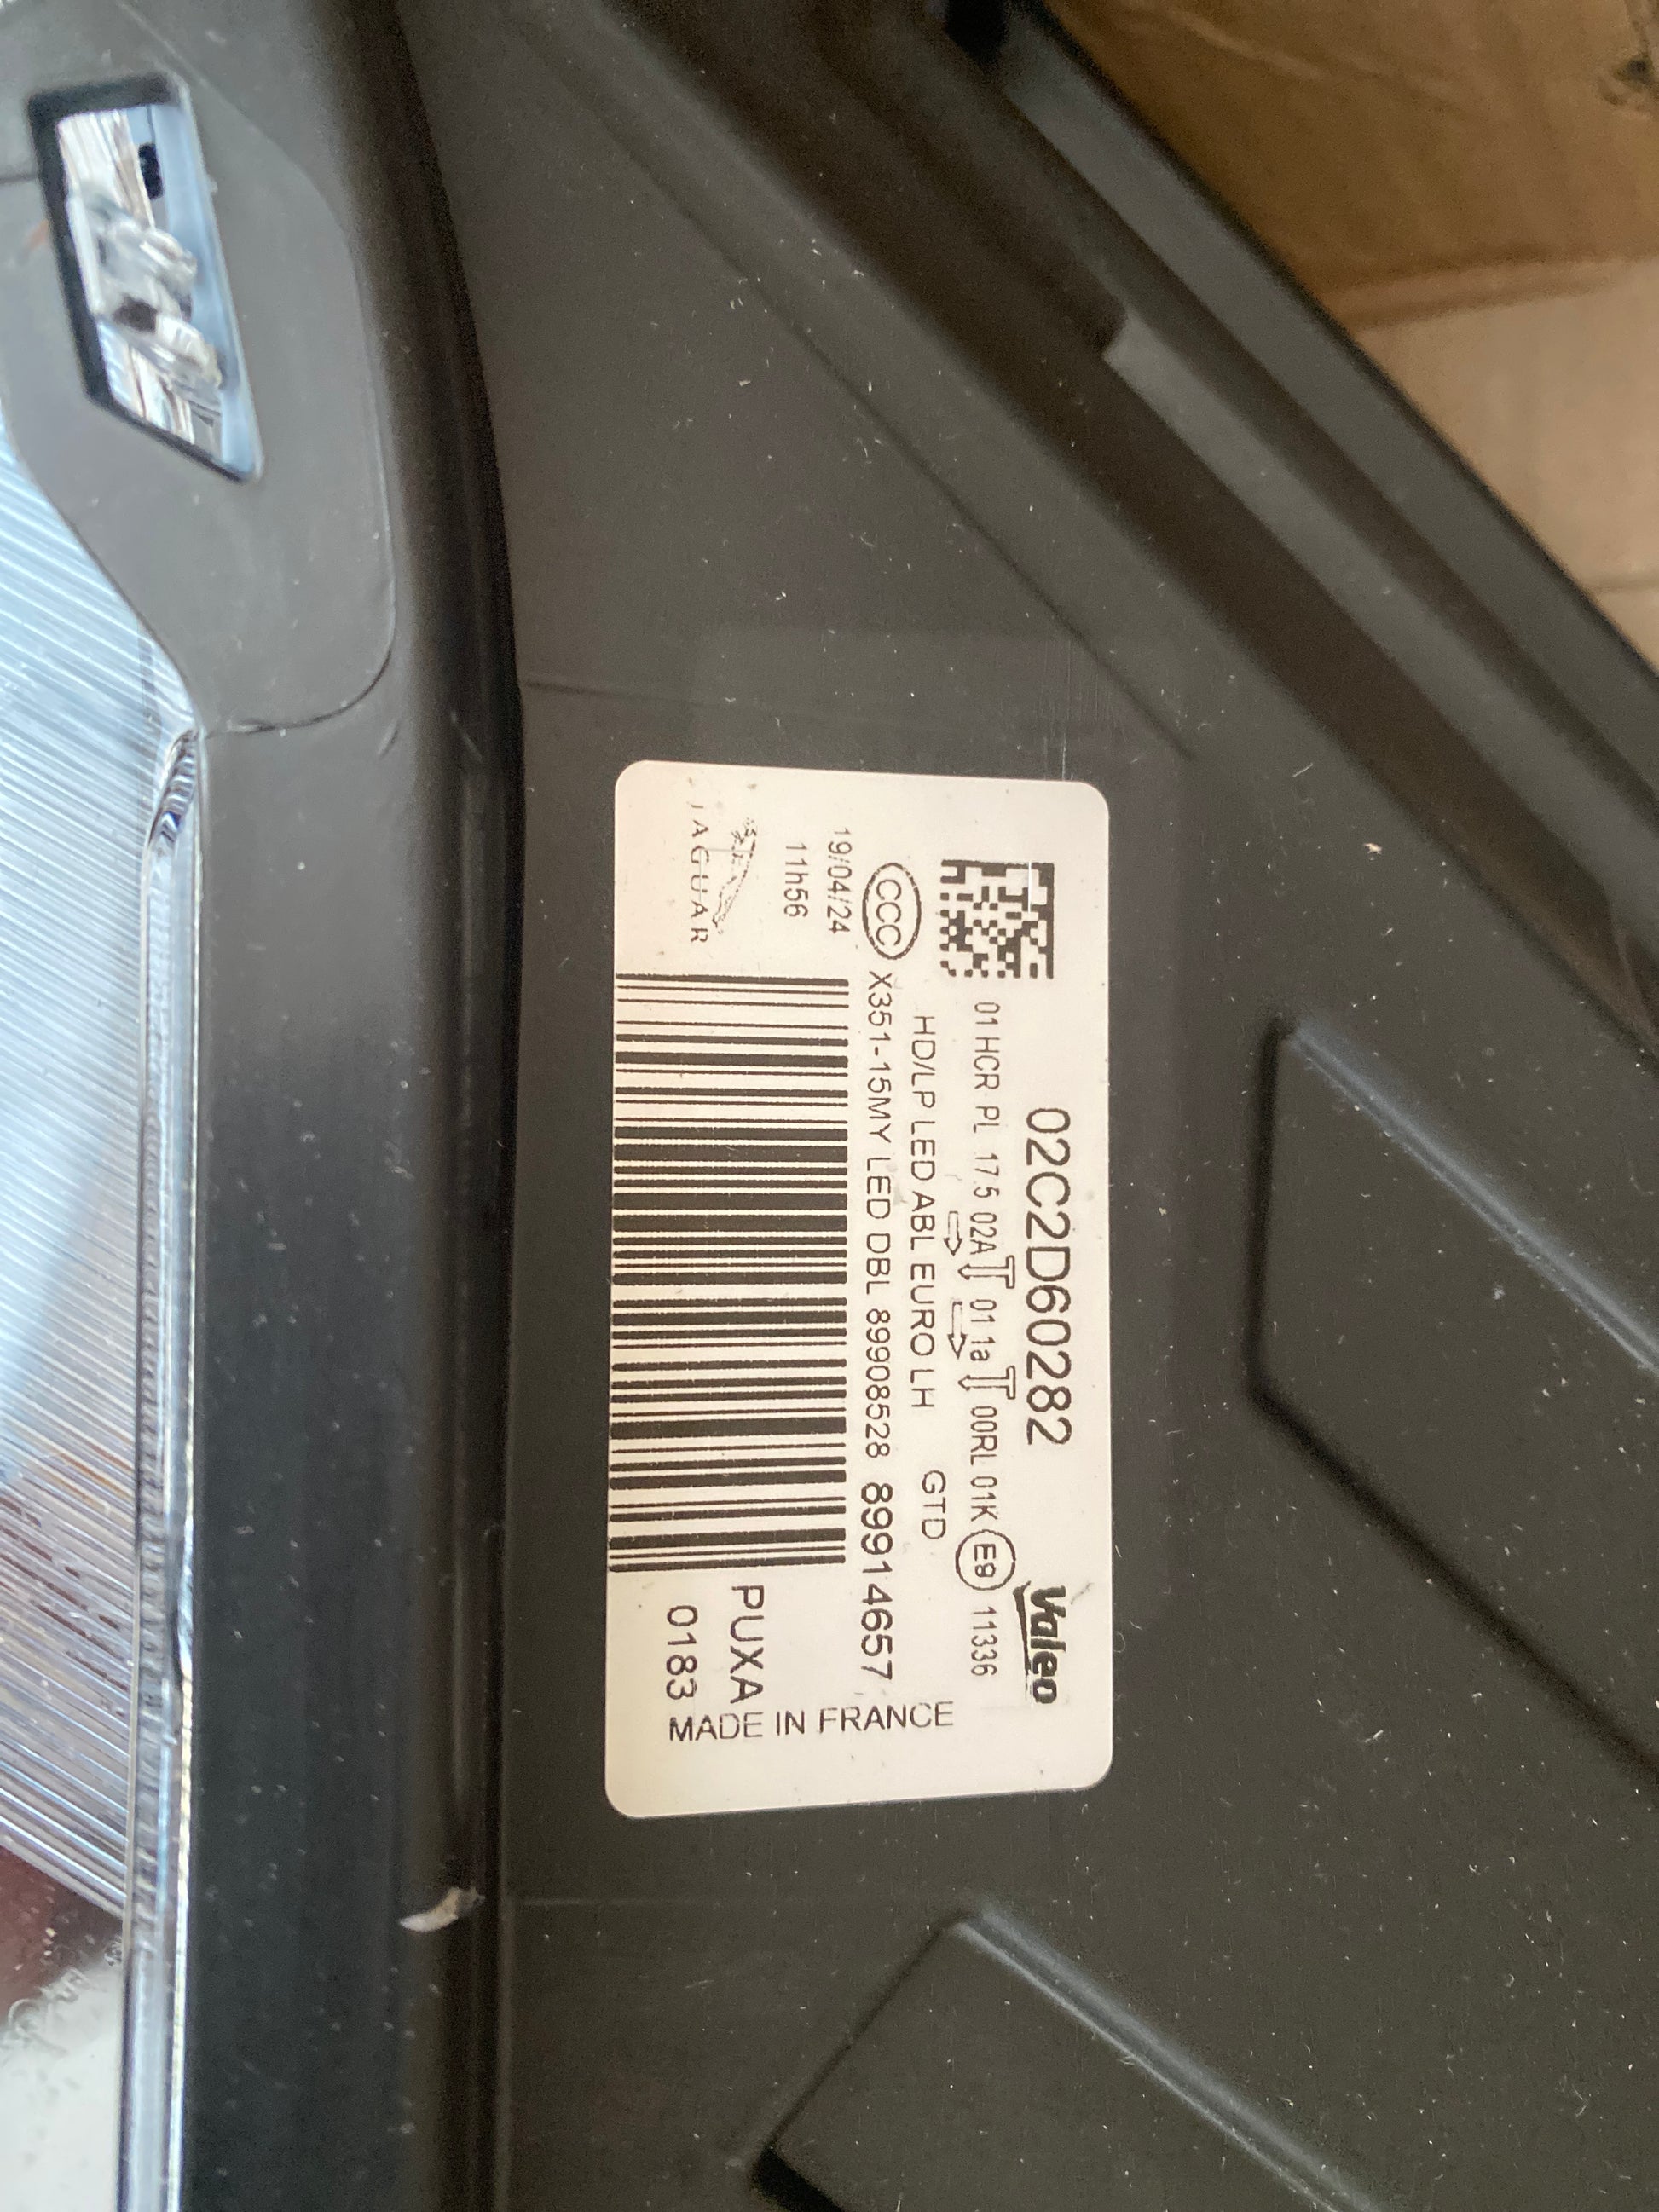 02C2D60282
Valeo
01 HCR PL 17.5 02A 01 1a 00RL 01K E9 11336
HD/LP LED ABL EURO LH GTD
CCC X351-15MY LED DBL 89908528 89914657
19/04/24
11h56
JAGUAR
PUXA
0183
MADE IN FRANCE